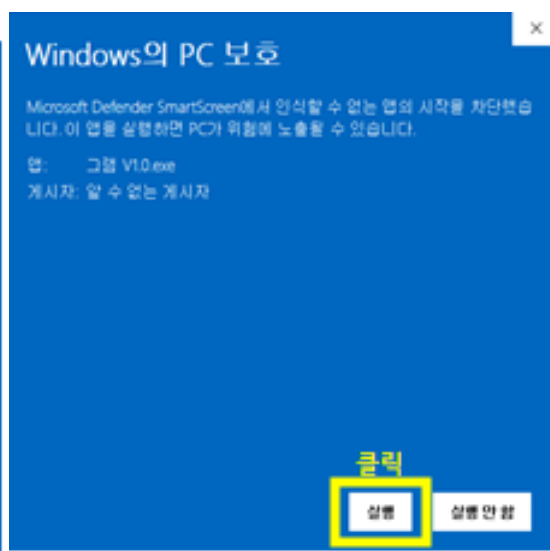 Windows의 PC 보호
Microsoft Defender SmartScreen에서 인식할 수 없는 앱의 시작을 차단했습
니다. 이 앱을 실행하면 PC가 위험에 노출될 수 있습니다.
앱: 그램 V1.0.exe
게시자: 알 수 없는 게시자
클릭
실행
실행 안 함